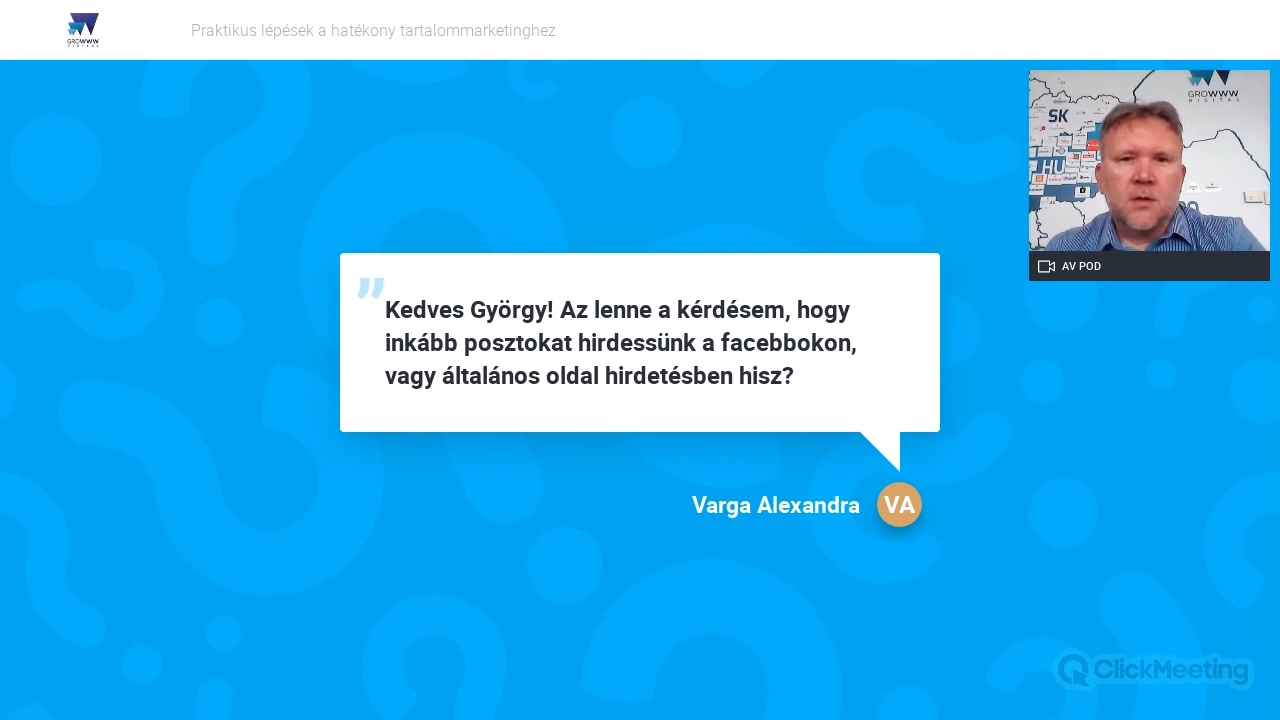 GROWWW
DIGITAL
Praktikus lépések a hatékony tartalommarketinghez
GROWWW
DIGITAL
SK
HU
AV POD
Kedves György! Az lenne a kérdésem, hogy
inkább posztokat hirdessünk a facebbokon,
vagy általános oldal hirdetésben hisz?
Varga Alexandra
VA
ClickMeeting